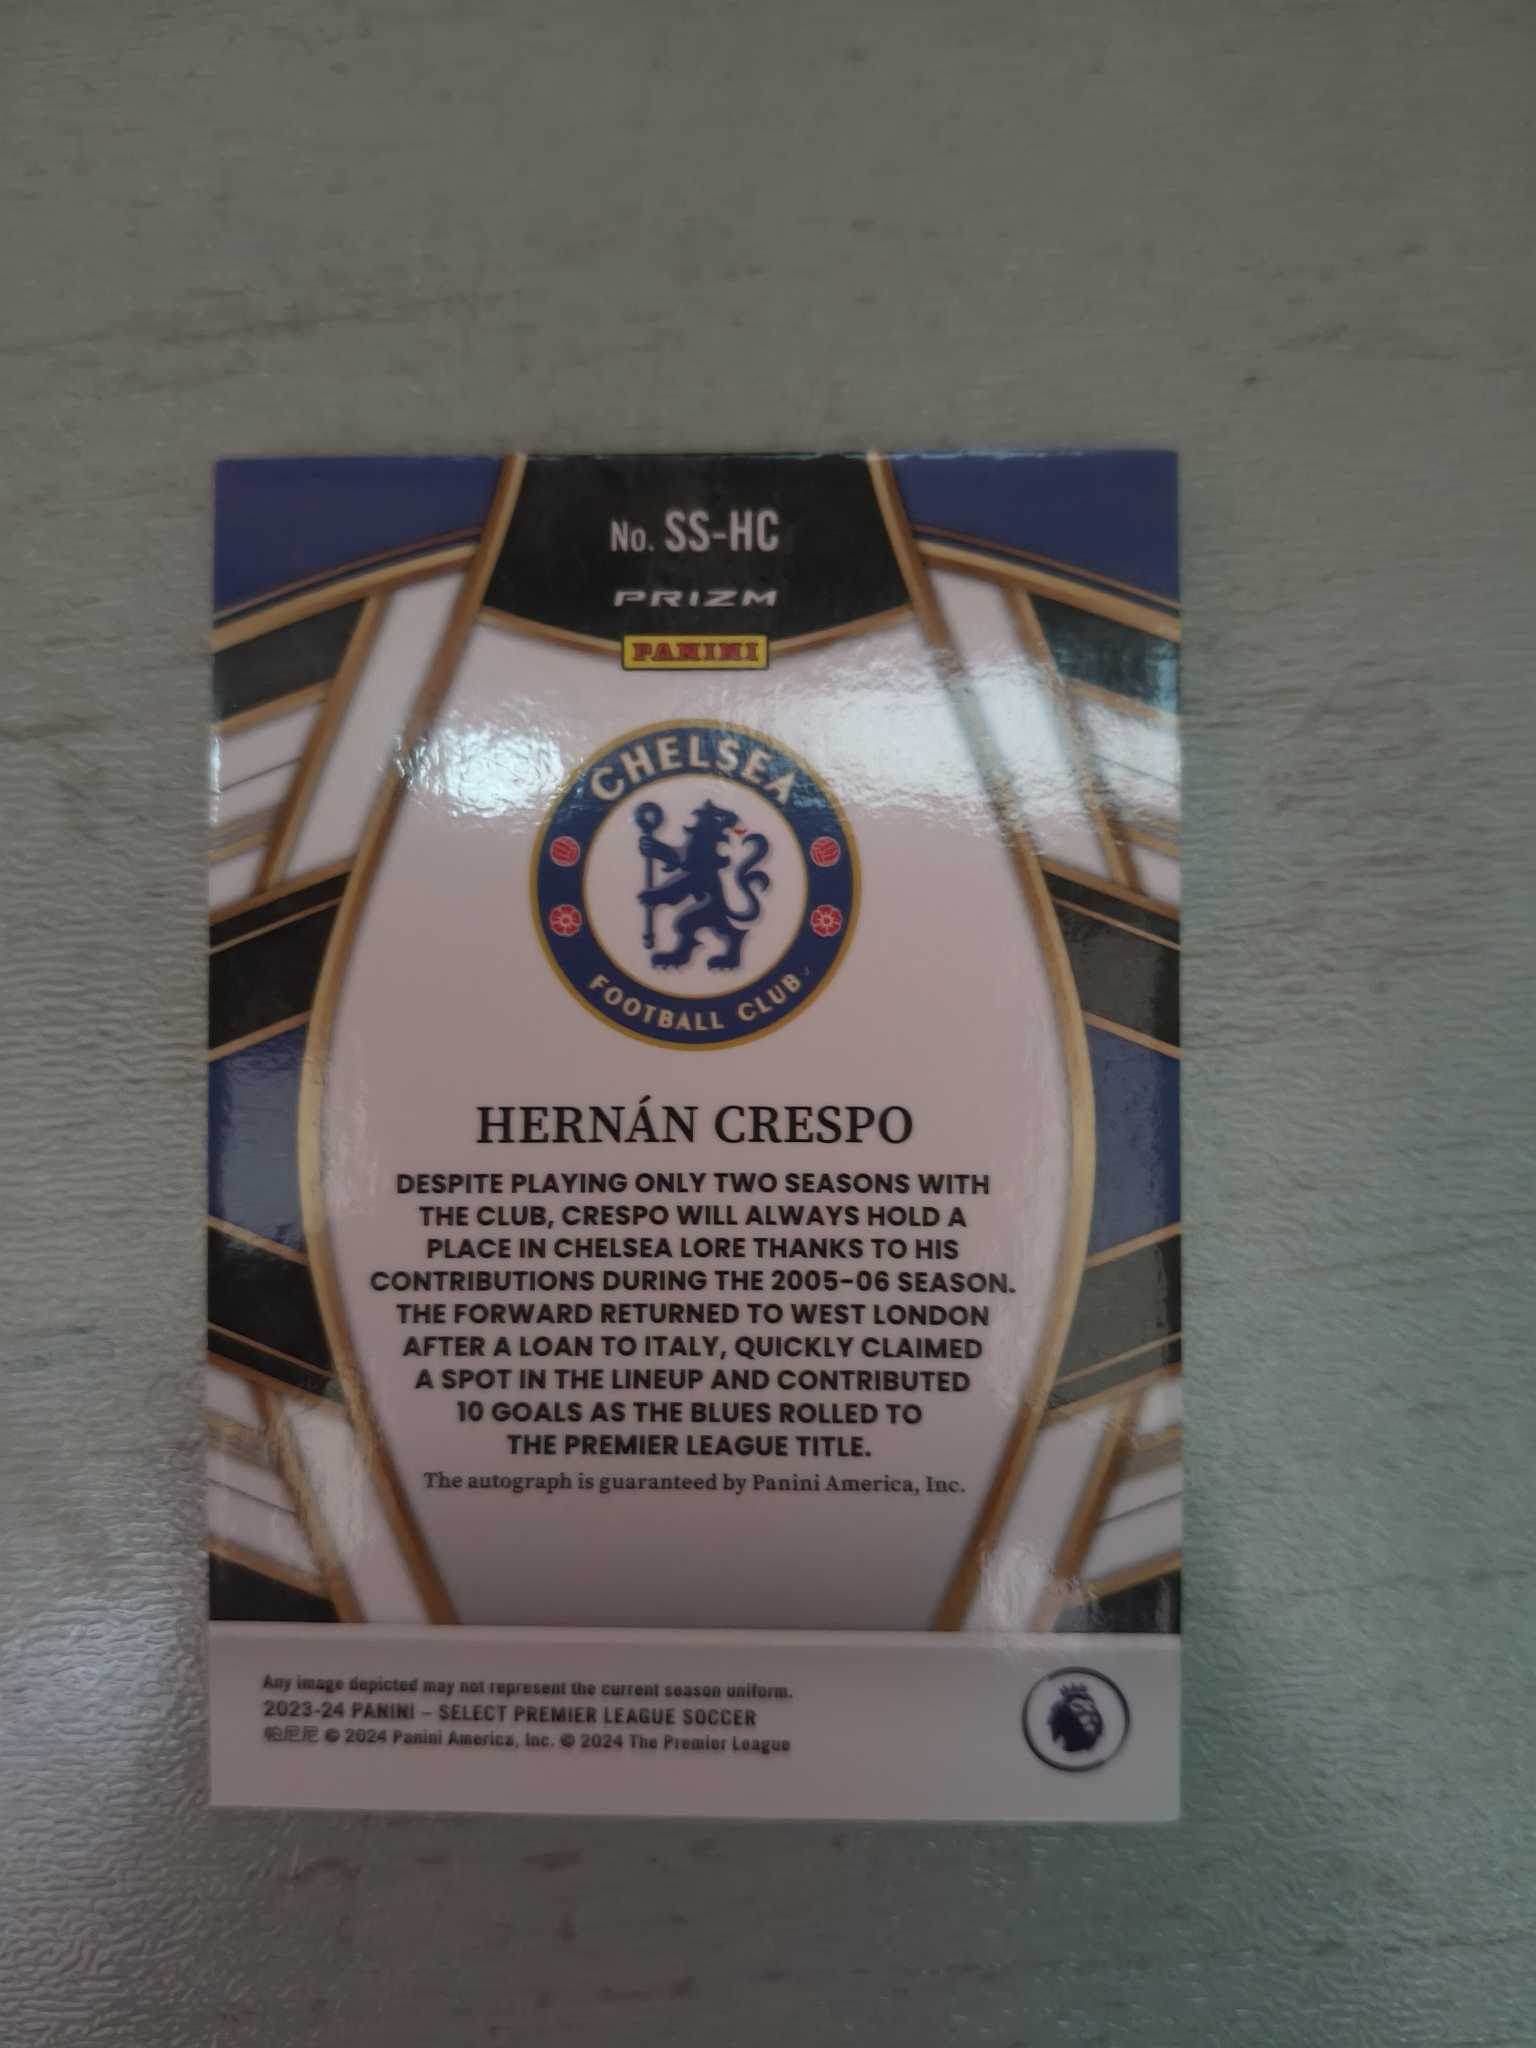 No. SS-HC
PRIZM
PANINI
CHELSEA
FOOTBALL CLUB
HERNÁN CRESPO
DESPITE PLAYING ONLY TWO SEASONS WITH
THE CLUB, CRESPO WILL ALWAYS HOLD A
PLACE IN CHELSEA LORE THANKS TO HIS
CONTRIBUTIONS DURING THE 2005-06 SEASON.
THE FORWARD RETURNED TO WEST LONDON
AFTER A LOAN TO ITALY, QUICKLY CLAIMED
A SPOT IN THE LINEUP AND CONTRIBUTED
10 GOALS AS THE BLUES ROLLED TO
THE PREMIER LEAGUE TITLE.
The autograph is guaranteed by Panini America, Inc.
Any image depicted may not represent the current season uniform.
2023-24 PANINI – SELECT PREMIER LEAGUE SOCCER
帕尼尼 © 2024 Panini America, Inc. © 2024 The Premier League